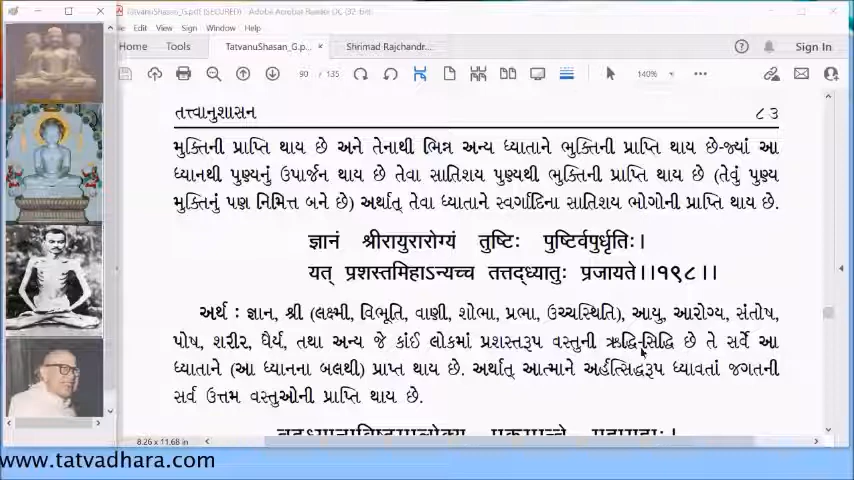 TatvanuShasan_G.pdf (SECURED) - Adobe Acrobat Reader DC (32-bit)
File Edit View Sign Window Help
Home Tools TatvanuShasan_G.p... × Shrimad Rajchandr... Sign In
90 / 135 140%
તત્ત્વાનુશાસન ૮૩
મુક્તિની પ્રાપ્તિ થાય છે અને તેનાથી ભિન્ન અન્ય ધ્યાતાને ભુક્તિની પ્રાપ્તિ થાય છે-જ્યાં આ
ધ્યાનથી પુણ્યનું ઉપાર્જન થાય છે તેવા સાતિશય પુણ્યથી ભુક્તિની પ્રાપ્તિ થાય છે (તેવું પુણ્ય
મુક્તિનું પણ નિમિત્ત બને છે) અર્થાત્ તેવા ધ્યાતાને સ્વર્ગાદિના સાતિશય ભોગોની પ્રાપ્તિ થાય છે.
ज्ञानं श्रीरायुरारोग्यं तुष्टिः पुष्टिर्वपुर्धृतिः।
यत् प्रशस्तमिहाऽन्यच्च तत्तद्ध्यातुः प्रजायते।।१९८।।
અર્થ : જ્ઞાન, શ્રી (લક્ષ્મી, વિભૂતિ, વાણી, શોભા, પ્રભા, ઉચ્ચસ્થિતિ), આયુ, આરોગ્ય, સંતોષ,
પોષ, શરીર, ધૈર્ય, તથા અન્ય જે કાંઈ લોકમાં પ્રશસ્તરૂપ વસ્તુની ઋદ્ધિ-સિદ્ધિ છે તે સર્વે આ
ધ્યાતાને (આ ધ્યાનના બલથી) પ્રાપ્ત થાય છે. અર્થાત્ આત્માને અર્હત્સિદ્ધરૂપ ધ્યાવતાં જગતની
સર્વ ઉત્તમ વસ્તુઓની પ્રાપ્તિ થાય છે.
8.26 x 11.68 in
www.tatvadhara.com